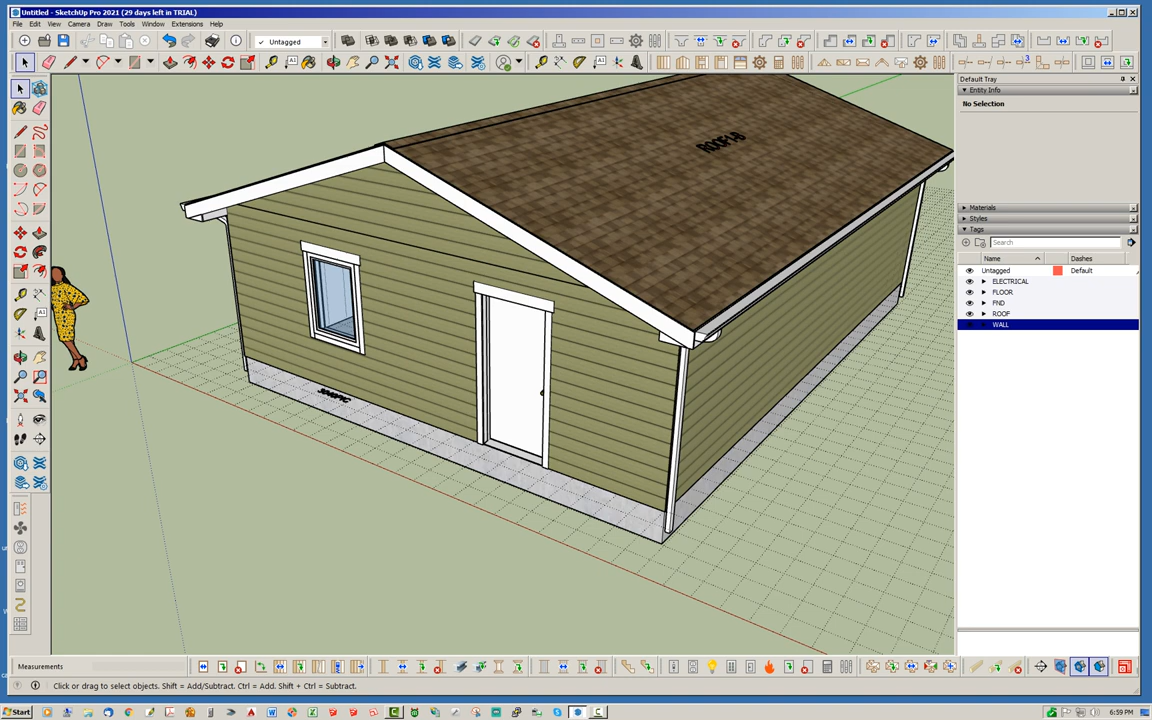 Untitled - SketchUp Pro 2021 (29 days left in TRIAL)
File Edit View Camera Draw Tools Window Extensions Help
✓ Untagged
Default Tray
Entity Info
No Selection
Materials
Styles
Tags
Search
Name Dashes
Untagged Default
ELECTRICAL
FLOOR
FND
ROOF
WALL
ROOF1-B
Measurements
Click or drag to select objects. Shift = Add/Subtract. Ctrl = Add. Shift + Ctrl = Subtract.
Start 6:59 PM